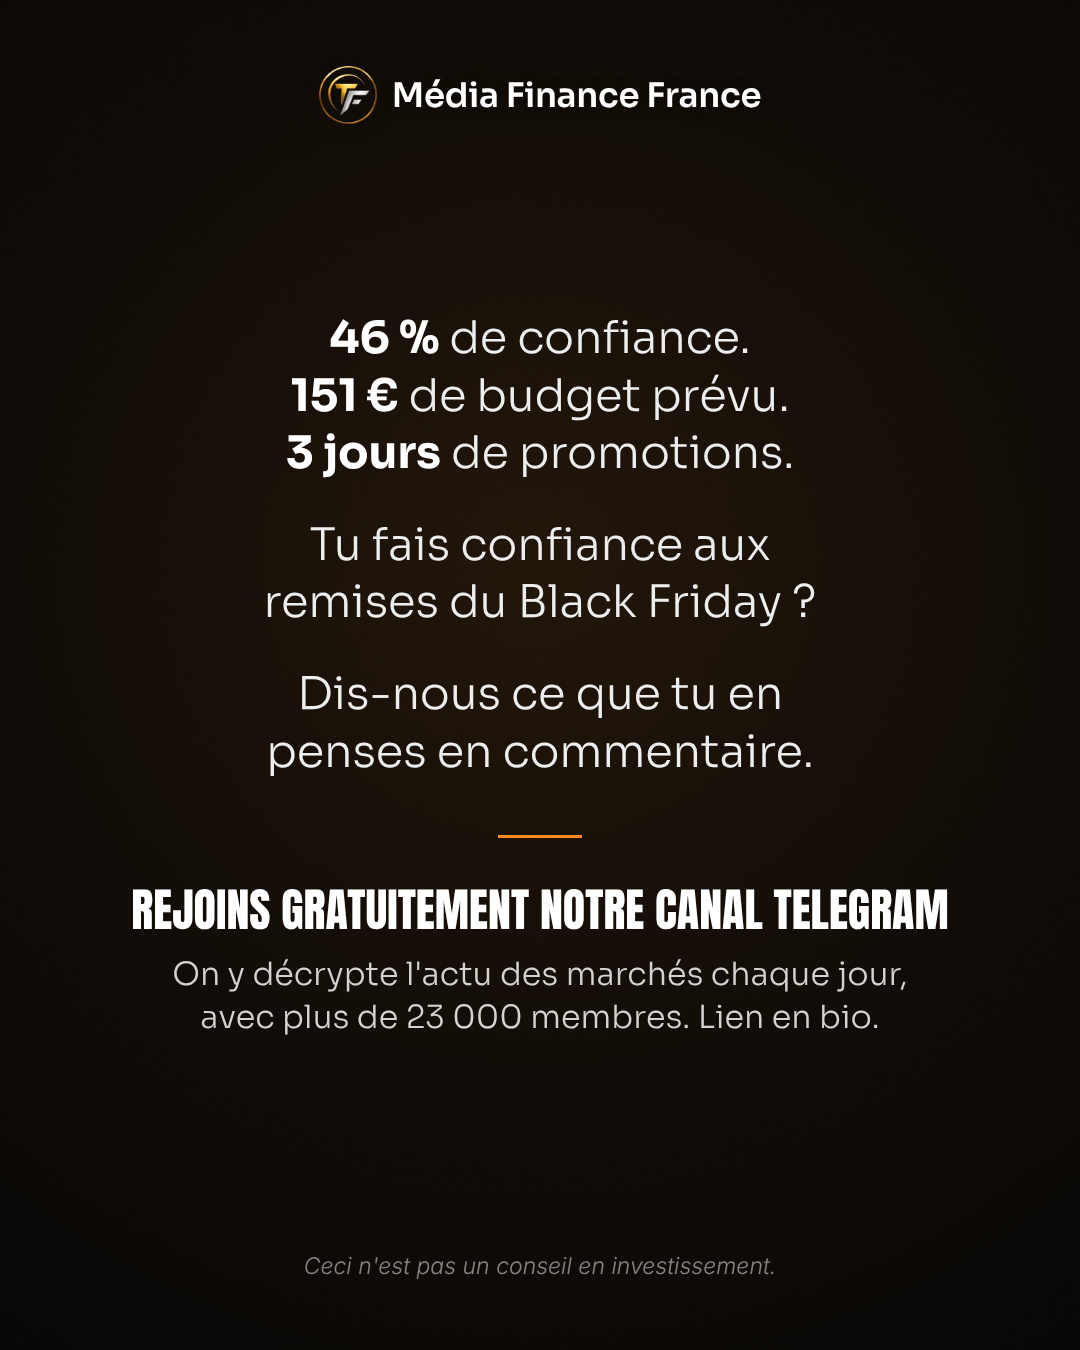 TF Média Finance France
46 % de confiance.
151 € de budget prévu.
3 jours de promotions.
Tu fais confiance aux
remises du Black Friday ?
Dis-nous ce que tu en
penses en commentaire.
REJOINS GRATUITEMENT NOTRE CANAL TELEGRAM
On y décrypte l'actu des marchés chaque jour,
avec plus de 23 000 membres. Lien en bio.
Ceci n'est pas un conseil en investissement.